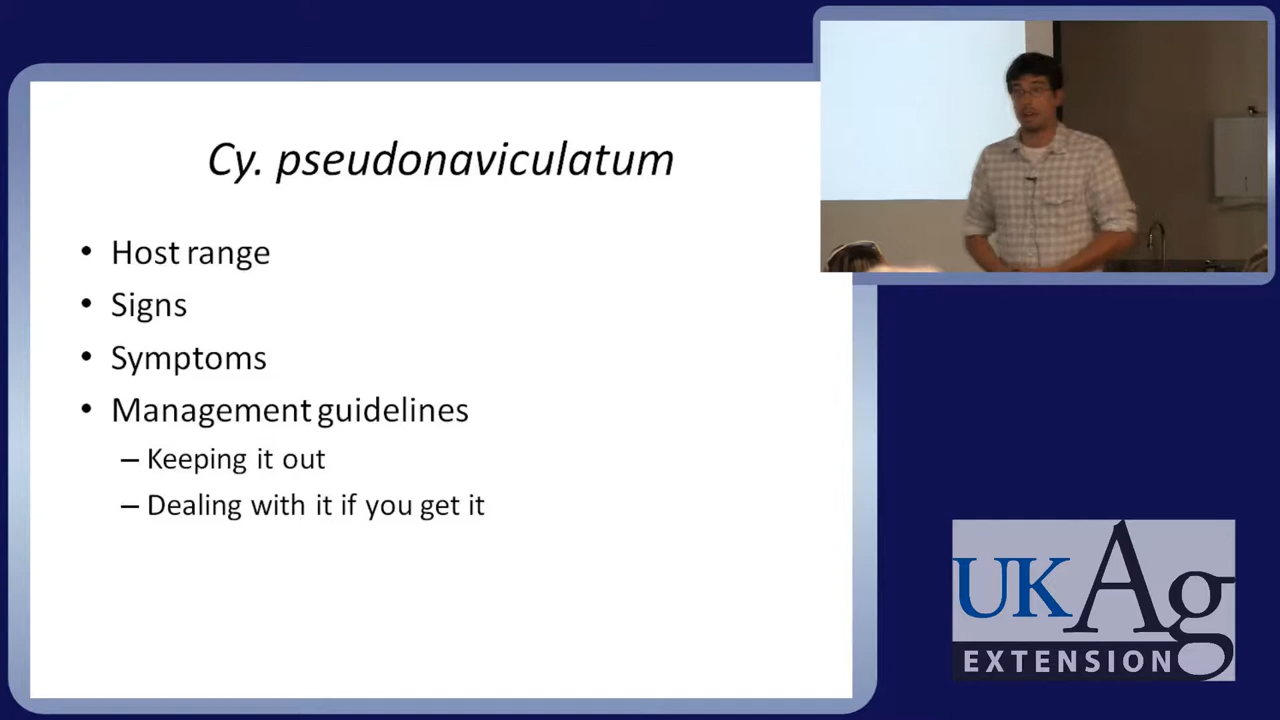 Cy. pseudonaviculatum
• Host range
• Signs
• Symptoms
• Management guidelines
– Keeping it out
– Dealing with it if you get it
UKAg
EXTENSION